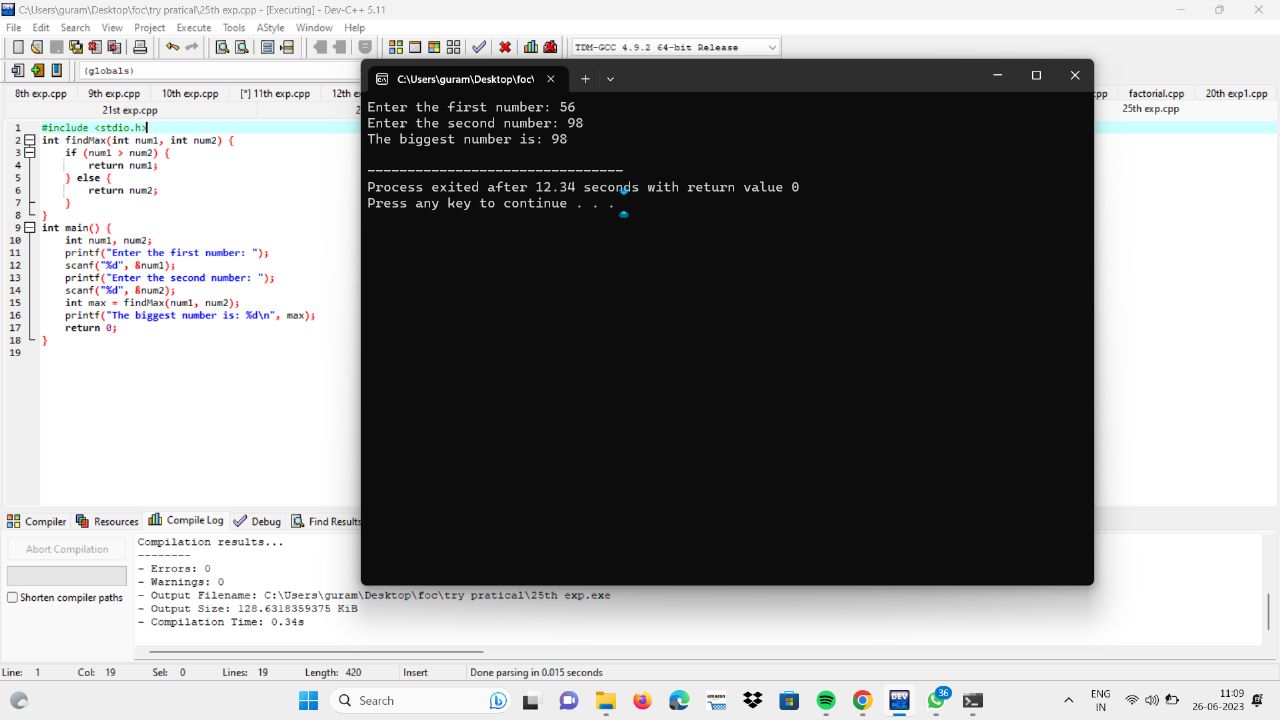 C:\Users\guram\Desktop\foc\try pratical\25th exp.cpp - [Executing] - Dev-C++ 5.11
File Edit Search View Project Execute Tools AStyle Window Help
TDM-GCC 4.9.2 64-bit Release
(globals)
8th exp.cpp 9th exp.cpp 10th exp.cpp [*] 11th exp.cpp 12th e pp factorial.cpp 20th exp1.cpp
21st exp.cpp 2 25th exp.cpp
1 #include <stdio.h>
2 int findMax(int num1, int num2) {
3 if (num1 > num2) {
4 return num1;
5 } else {
6 return num2;
7 }
8 }
9 int main() {
10 int num1, num2;
11 printf("Enter the first number: ");
12 scanf("%d", &num1);
13 printf("Enter the second number: ");
14 scanf("%d", &num2);
15 int max = findMax(num1, num2);
16 printf("The biggest number is: %d\n", max);
17 return 0;
18 }
19
C:\Users\guram\Desktop\foc\
Enter the first number: 56
Enter the second number: 98
The biggest number is: 98
--------------------------------
Process exited after 12.34 seconds with return value 0
Press any key to continue . . .
Compiler Resources Compile Log Debug Find Results
Abort Compilation
Shorten compiler paths
Compilation results...
--------
- Errors: 0
- Warnings: 0
- Output Filename: C:\Users\guram\Desktop\foc\try pratical\25th exp.exe
- Output Size: 128.6318359375 KiB
- Compilation Time: 0.34s
Line: 1 Col: 19 Sel: 0 Lines: 19 Length: 420 Insert Done parsing in 0.015 seconds
Search
amazon
DEV
36
ENG
IN
11:09
26-06-2023